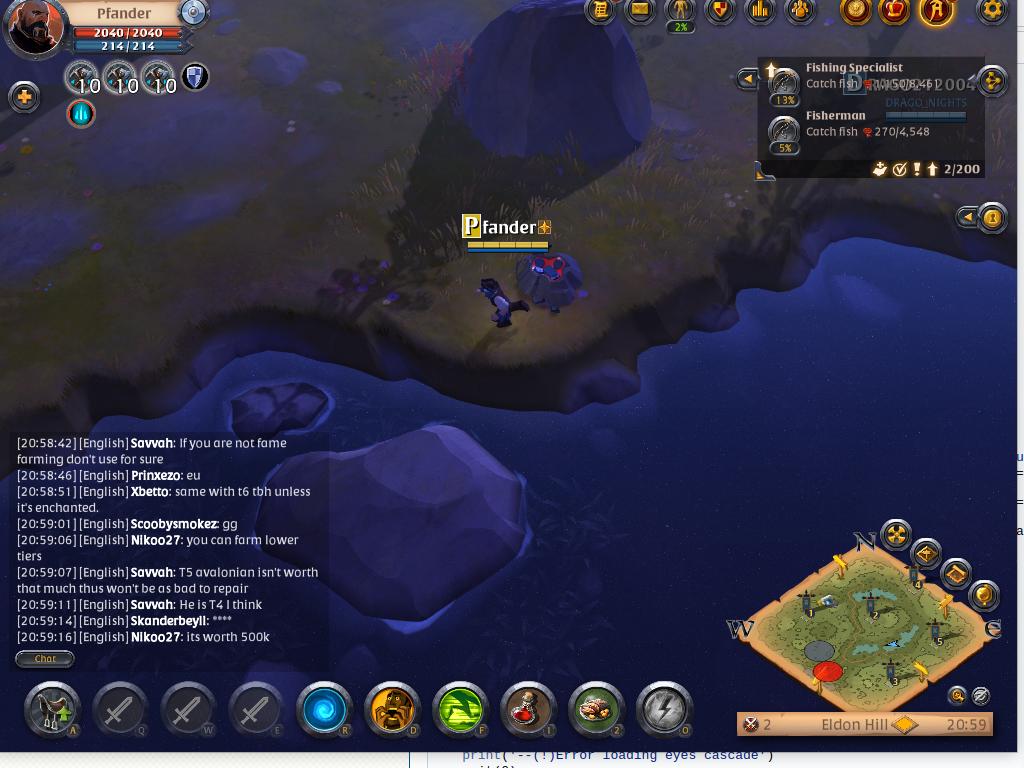 Pfander
2040/2040
214/214
10
10
10
2%
Fishing Specialist
Catch fish
13%
DRAGO_NIGHTS
Fisherman
Catch fish 270/4,548
5%
2/200
Pfander
[20:58:42] [English] Savvah: If you are not fame
farming don't use for sure
[20:58:46] [English] Prinxezo: eu
[20:58:51] [English] Xbetto: same with t6 tbh unless
it's enchanted.
[20:59:01] [English] Scoobysmokez: gg
[20:59:06] [English] Nikoo27: you can farm lower
tiers
[20:59:07] [English] Savvah: T5 avalonian isn't worth
that much thus won't be as bad to repair
[20:59:11] [English] Savvah: He is T4 I think
[20:59:14] [English] Skanderbeyll: ****
[20:59:16] [English] Nikoo27: its worth 500k
Chat
A
Q
W
E
R
D
F
1
2
O
N
W
E
1
2
3
4
5
2 Eldon Hill 20:59
print('--(!)Error loading eyes cascade')